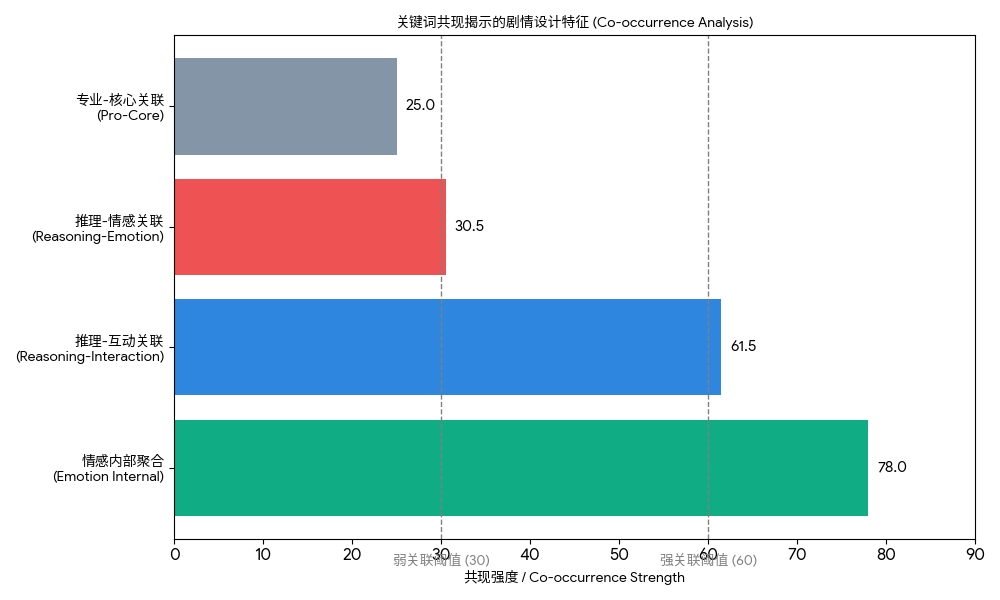 关键词共现揭示的剧情设计特征 (Co-occurrence Analysis)
专业-核心关联
(Pro-Core)
25.0
推理-情感关联
(Reasoning-Emotion)
30.5
推理-互动关联
(Reasoning-Interaction)
61.5
情感内部聚合
(Emotion Internal)
78.0
0 10 20 30 40 50 60 70 80 90
弱关联阈值 (30) 强关联阈值 (60)
共现强度 / Co-occurrence Strength